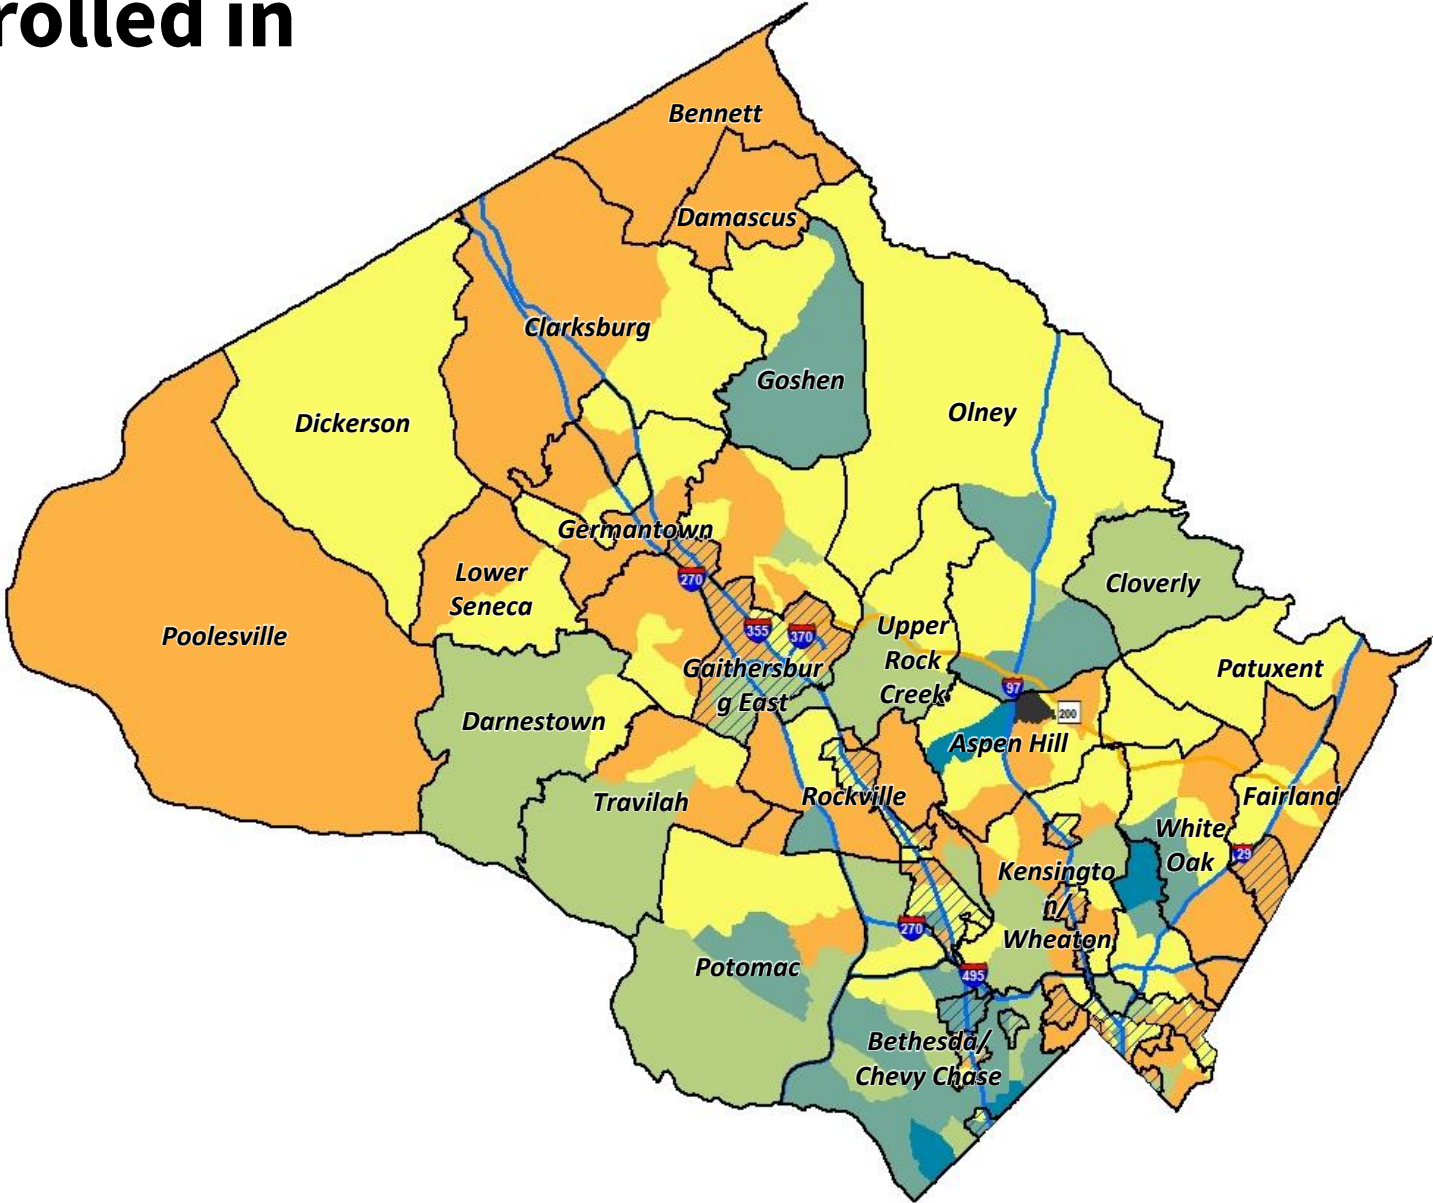 rolled in
Bennett
Damascus
Clarksburg
Goshen
Dickerson
Olney
Germantown
Lower
Seneca
270
Cloverly
Poolesville
355
370
Upper
Rock
Creek
Gaithersbur
g East
Patuxent
97
200
Darnestown
Aspen Hill
Travilah
Rockville
Fairland
White
Oak
29
Kensingto
n/
Wheaton
270
Potomac
495
Bethesda/
Chevy Chase